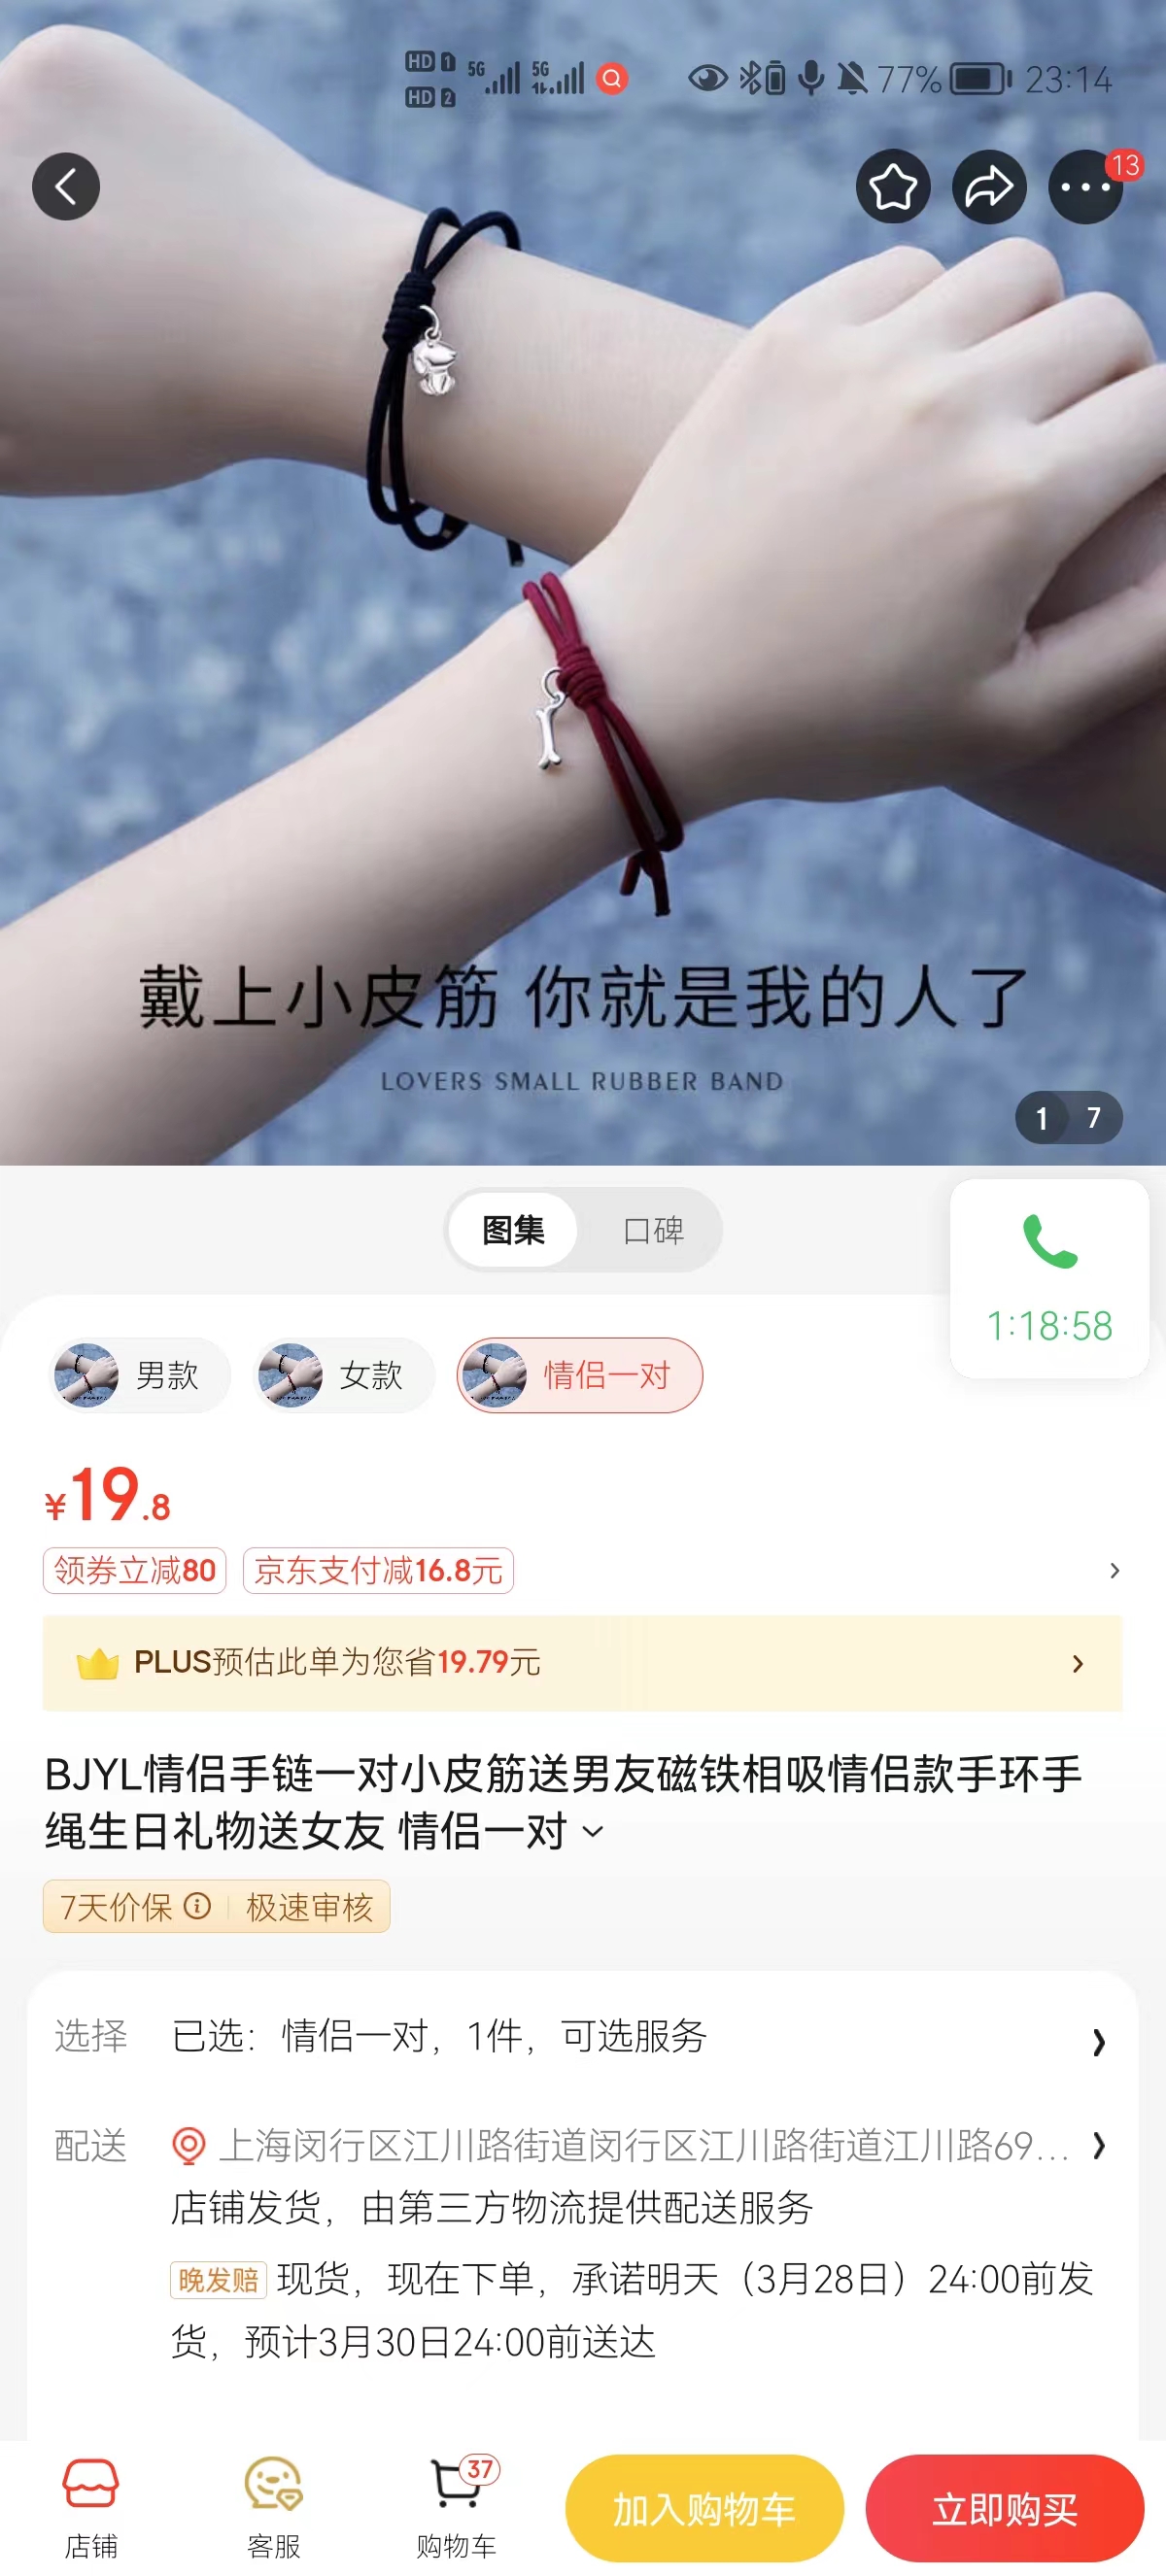 HD 1 5G 5G 77% 23:14
HD 2
13
戴上小皮筋 你就是我的人了
LOVERS SMALL RUBBER BAND
1 7
图集 口碑
1:18:58
男款 女款 情侣一对
¥19.8
领券立减80 京东支付减16.8元
PLUS预估此单为您省19.79元
BJYL情侣手链一对小皮筋送男友磁铁相吸情侣款手环手
绳生日礼物送女友 情侣一对
7天价保 极速审核
选择 已选：情侣一对，1件，可选服务
配送 上海闵行区江川路街道闵行区江川路街道江川路69...
店铺发货，由第三方物流提供配送服务
晚发赔 现货，现在下单，承诺明天（3月28日）24:00前发
货，预计3月30日24:00前送达
37
店铺 客服 购物车 加入购物车 立即购买